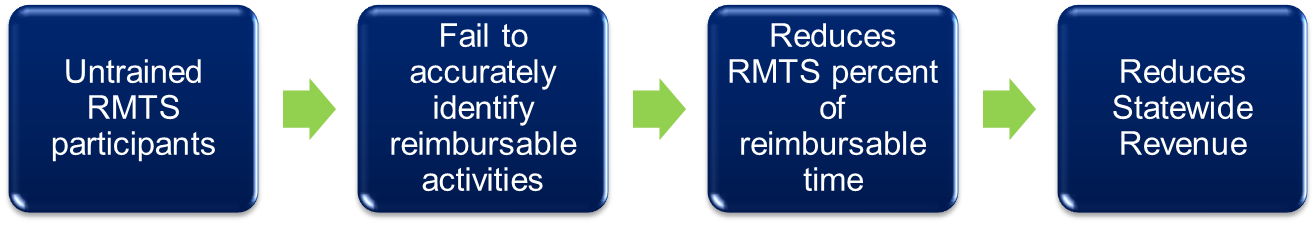 Untrained
RMTS
participants
Fail to
accurately
identify
reimbursable
activities
Reduces
RMTS percent
of
reimbursable
time
Reduces
Statewide
Revenue